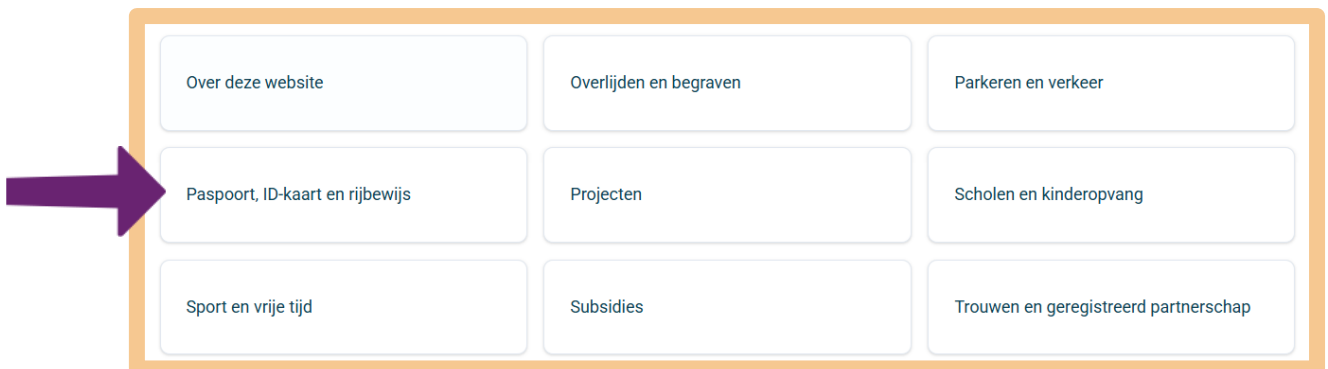 Over deze website
Overlijden en begraven
Parkeren en verkeer
Paspoort, ID-kaart en rijbewijs
Projecten
Scholen en kinderopvang
Sport en vrije tijd
Subsidies
Trouwen en geregistreerd partnerschap